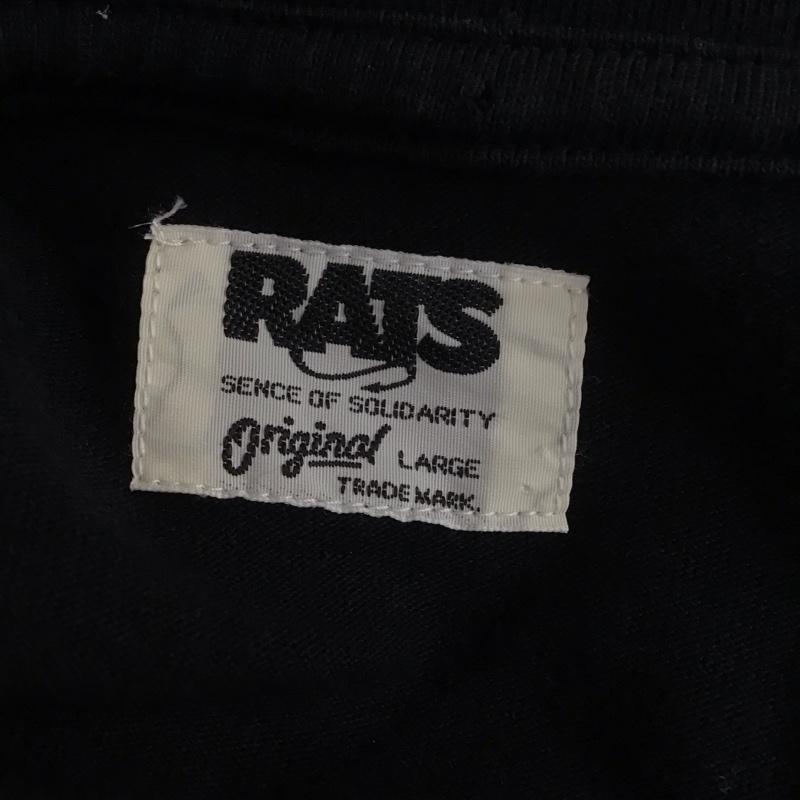 RATS
SENCE OF SOLIDARITY
Original LARGE
TRADE MARK.